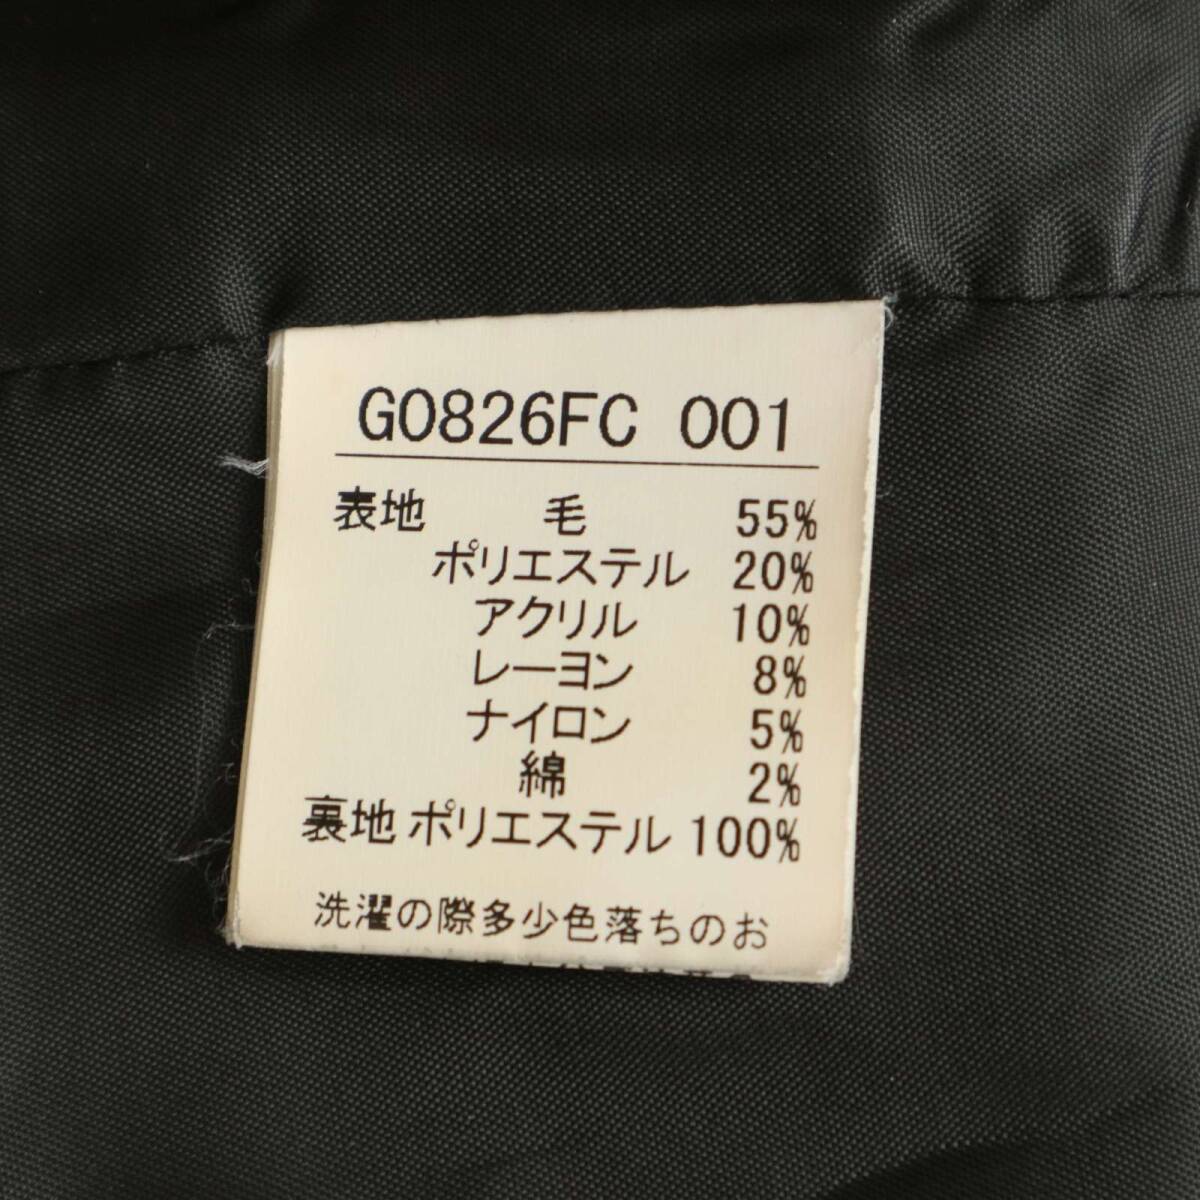 G0826FC 001
表地 毛 55%
ポリエステル 20%
アクリル 10%
レーヨン 8%
ナイロン 5%
綿 2%
裏地 ポリエステル 100%
洗濯の際多少色落ちのお